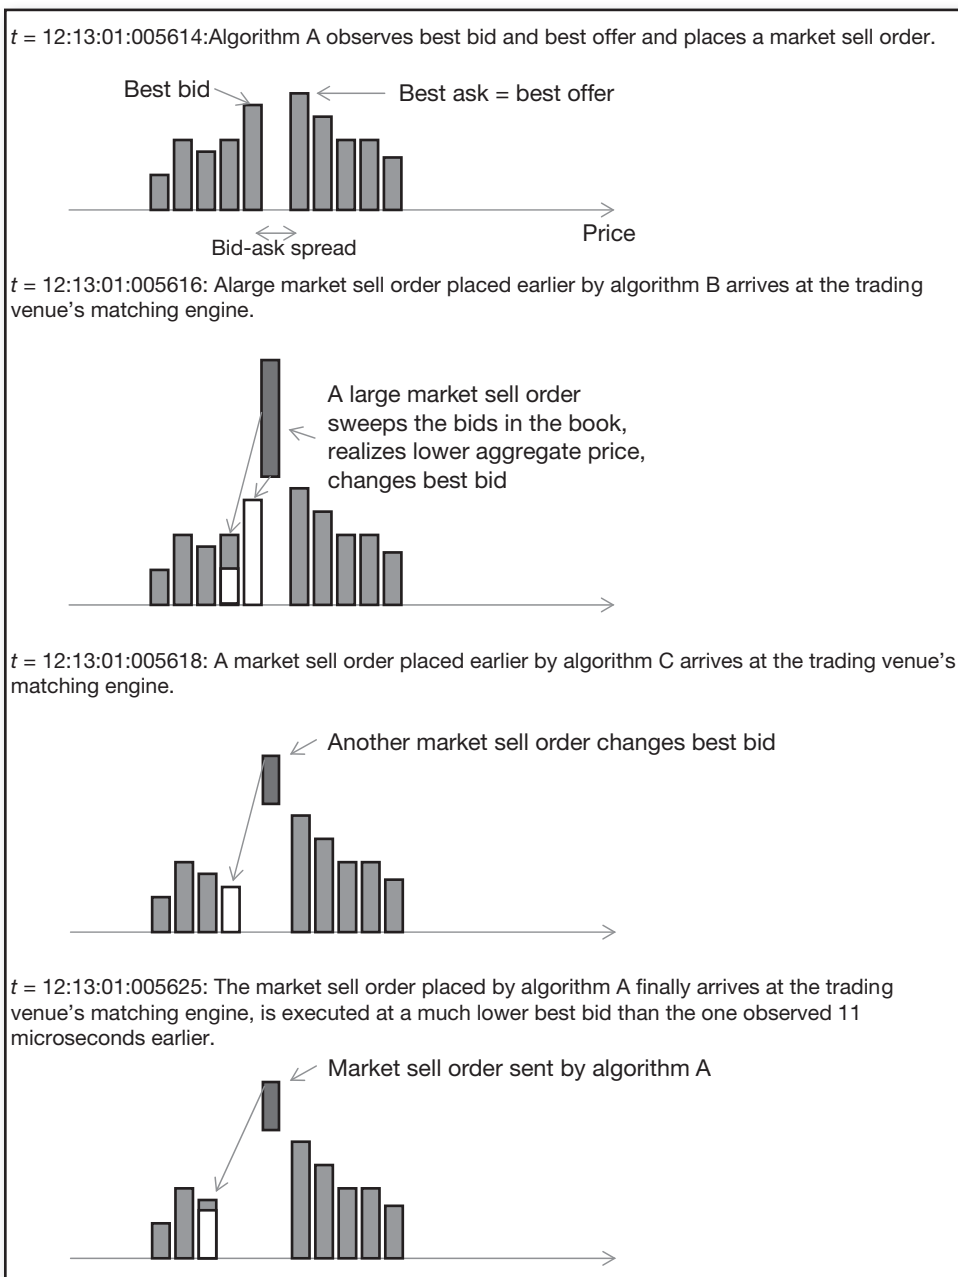 t = 12:13:01:005614:Algorithm A observes best bid and best offer and places a market sell order.
Best bid
Best ask = best offer
Price
Bid-ask spread
t = 12:13:01:005616: Alarge market sell order placed earlier by algorithm B arrives at the trading
venue’s matching engine.
A large market sell order
sweeps the bids in the book,
realizes lower aggregate price,
changes best bid
t = 12:13:01:005618: A market sell order placed earlier by algorithm C arrives at the trading venue’s
matching engine.
Another market sell order changes best bid
t = 12:13:01:005625: The market sell order placed by algorithm A finally arrives at the trading
venue’s matching engine, is executed at a much lower best bid than the one observed 11
microseconds earlier.
Market sell order sent by algorithm A